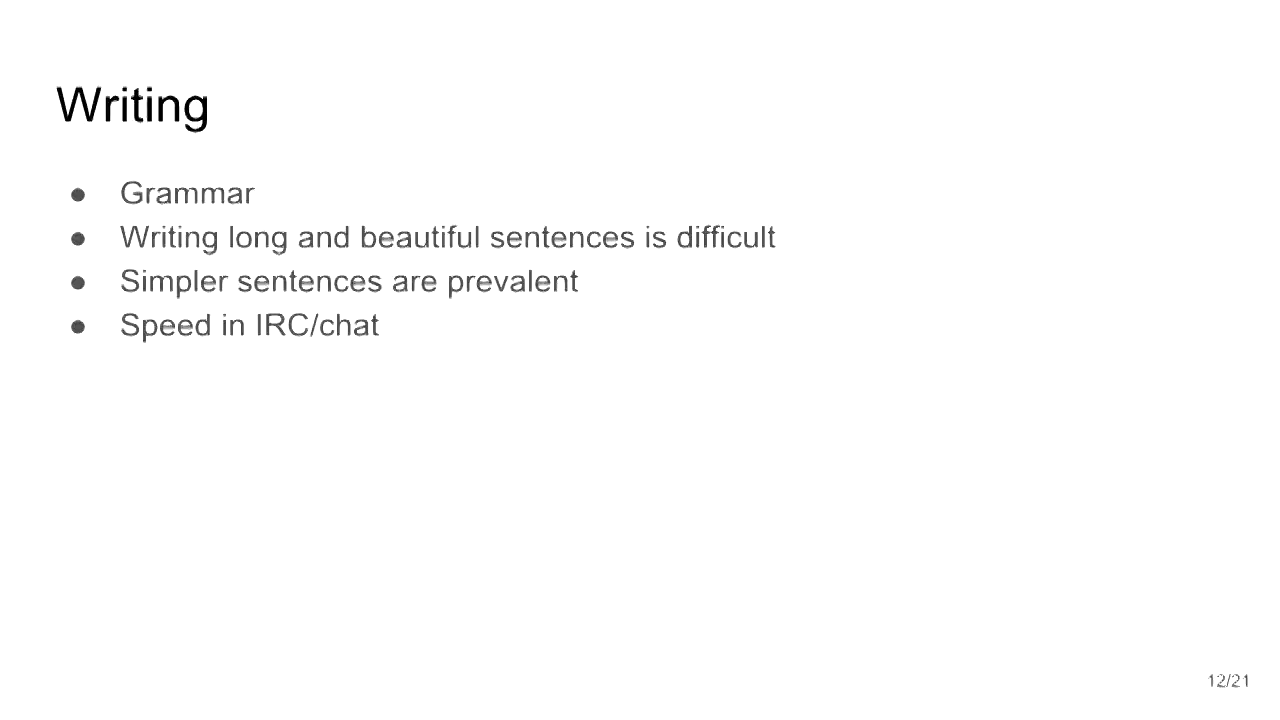 Writing
● Grammar
● Writing long and beautiful sentences is difficult
● Simpler sentences are prevalent
● Speed in IRC/chat
12/21